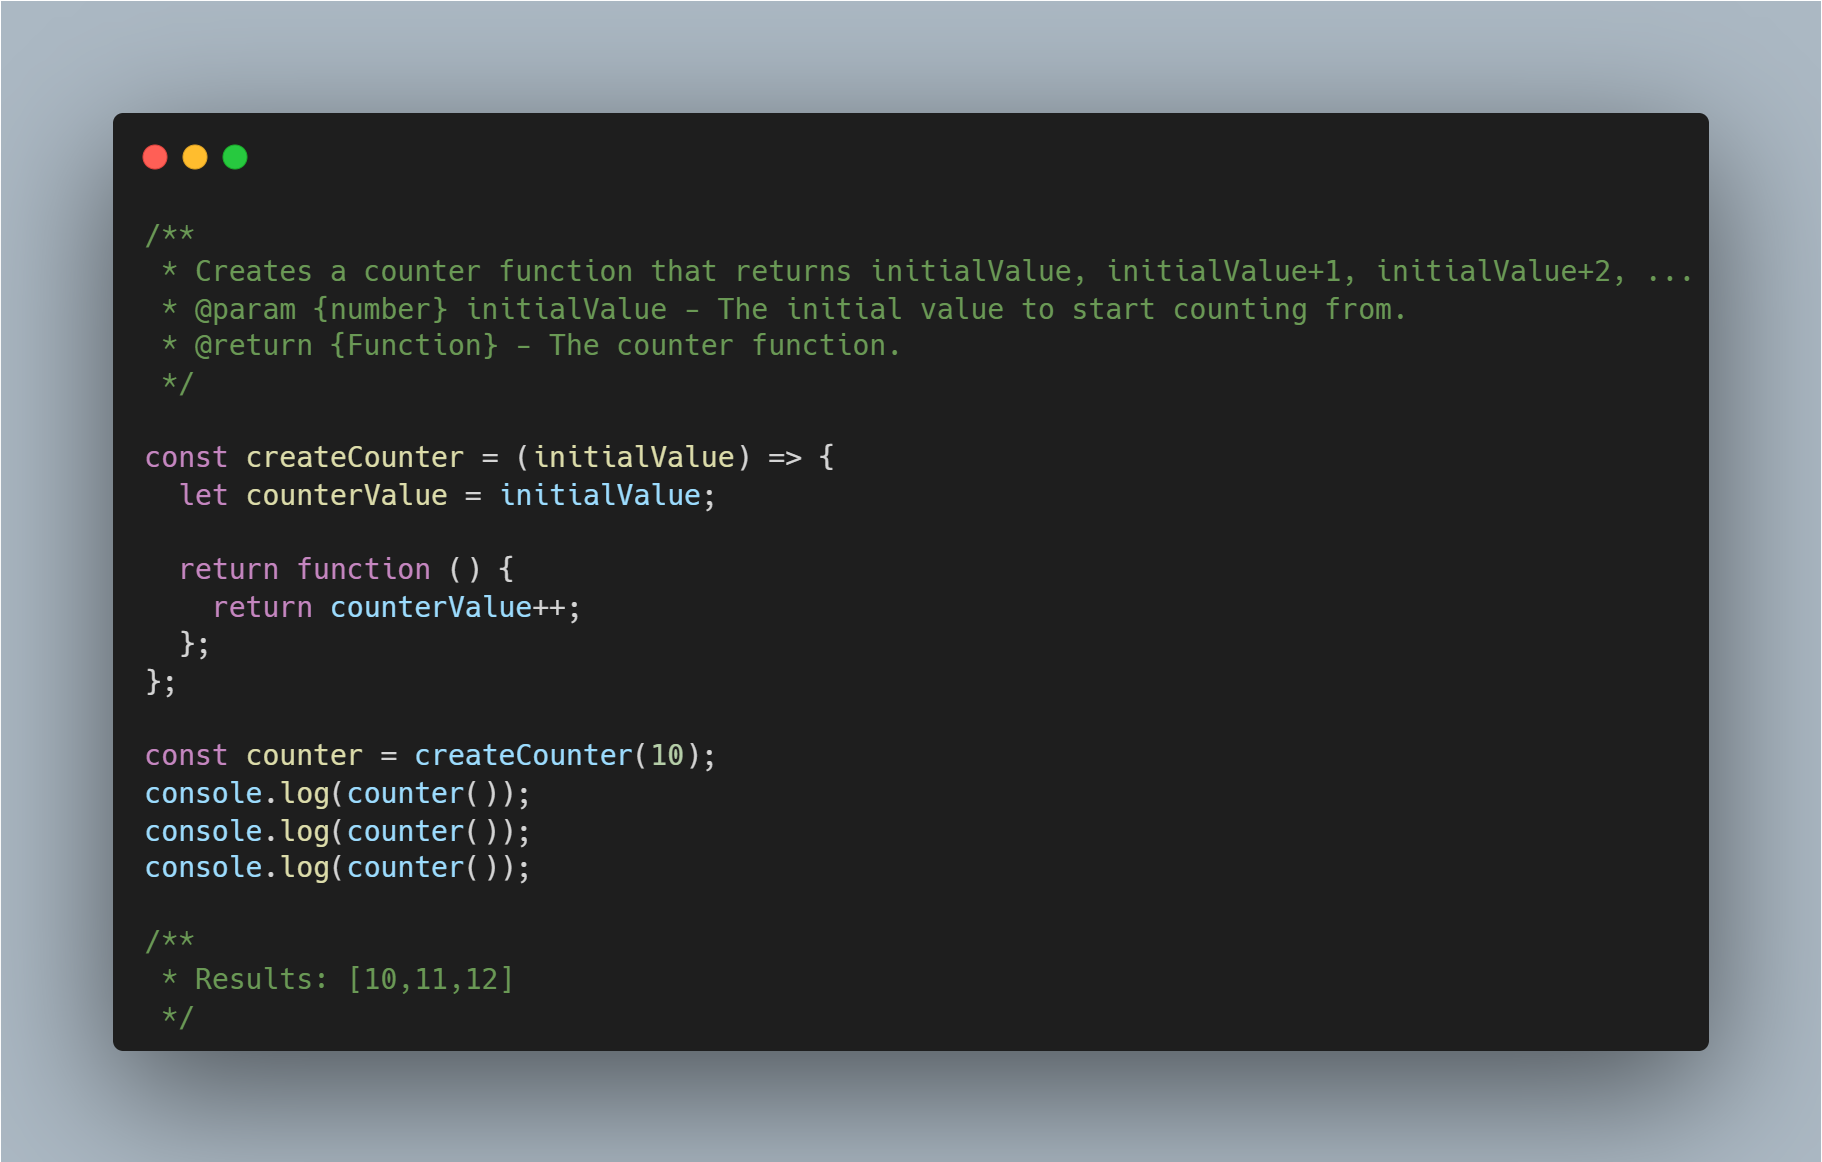 /**
 * Creates a counter function that returns initialValue, initialValue+1, initialValue+2, ...
 * @param {number} initialValue - The initial value to start counting from.
 * @return {Function} - The counter function.
 */
const createCounter = (initialValue) => {
  let counterValue = initialValue;
  return function () {
    return counterValue++;
  };
};
const counter = createCounter(10);
console.log(counter());
console.log(counter());
console.log(counter());
/**
 * Results: [10,11,12]
 */